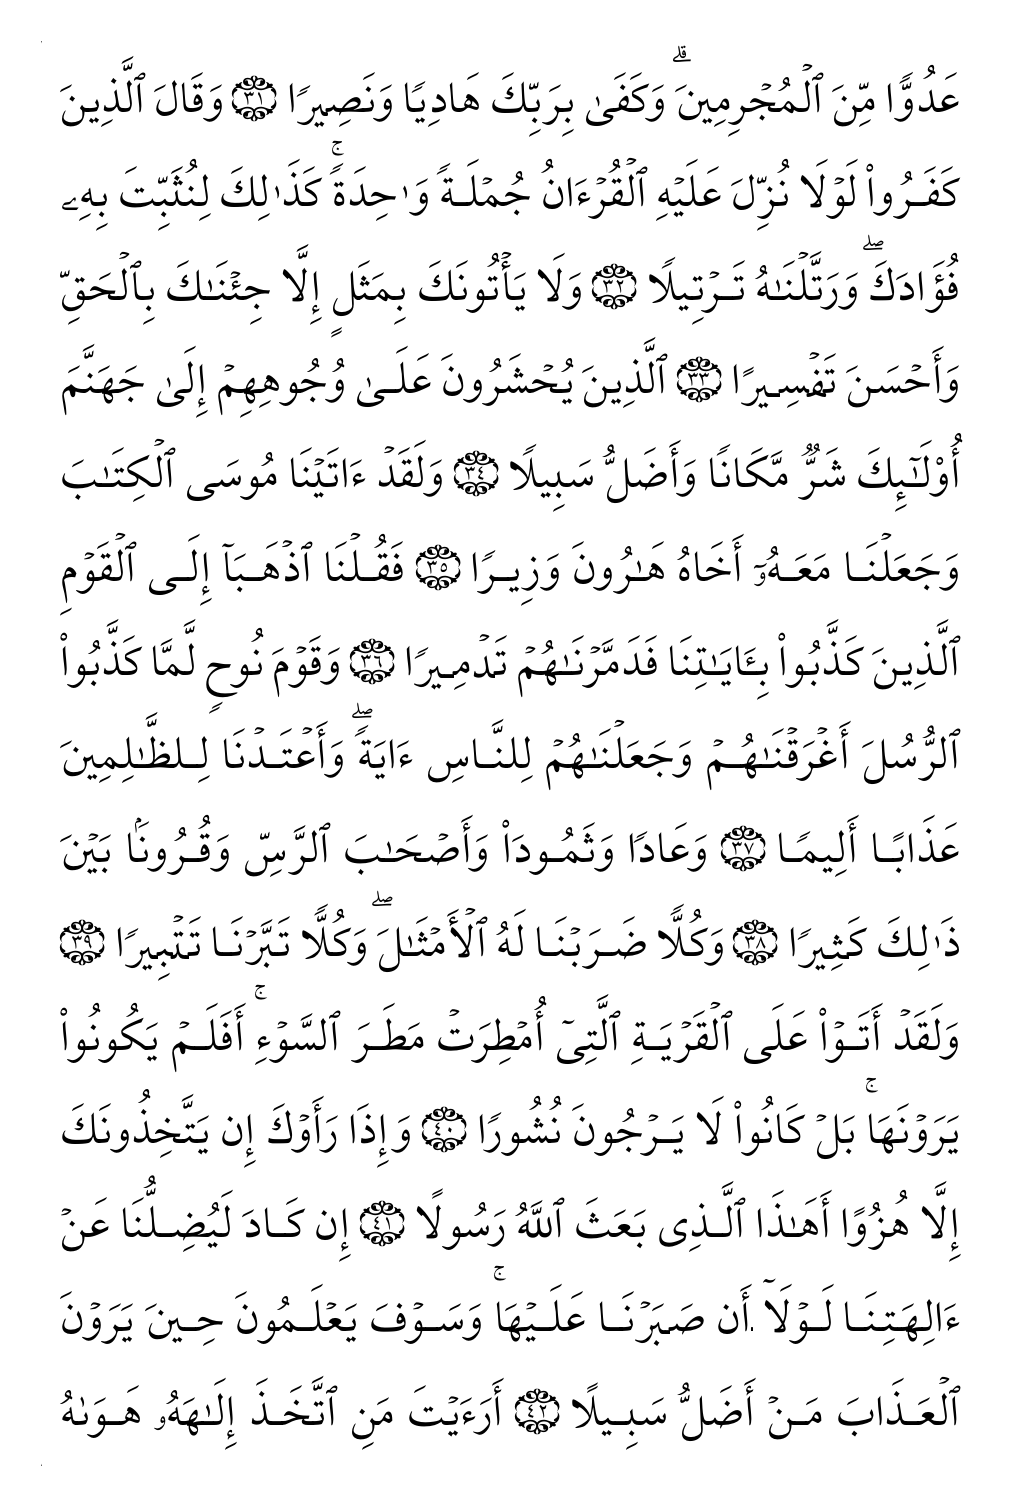 عَدُوًّا مِّنَ ٱلْمُجْرِمِينَ ۗ وَكَفَىٰ بِرَبِّكَ هَادِيًا وَنَصِيرًا ٣١ وَقَالَ ٱلَّذِينَ
كَفَرُوا۟ لَوْلَا نُزِّلَ عَلَيْهِ ٱلْقُرْءَانُ جُمْلَةً وَٰحِدَةً ۚ كَذَٰلِكَ لِنُثَبِّتَ بِهِۦ
فُؤَادَكَ ۖ وَرَتَّلْنَـٰهُ تَرْتِيلًا ٣٢ وَلَا يَأْتُونَكَ بِمَثَلٍ إِلَّا جِئْنَـٰكَ بِٱلْحَقِّ
وَأَحْسَنَ تَفْسِيرًا ٣٣ ٱلَّذِينَ يُحْشَرُونَ عَلَىٰ وُجُوهِهِمْ إِلَىٰ جَهَنَّمَ
أُو۟لَـٰٓئِكَ شَرٌّ مَّكَانًا وَأَضَلُّ سَبِيلًا ٣٤ وَلَقَدْ ءَاتَيْنَا مُوسَى ٱلْكِتَـٰبَ
وَجَعَلْنَا مَعَهُۥٓ أَخَاهُ هَـٰرُونَ وَزِيرًا ٣٥ فَقُلْنَا ٱذْهَبَآ إِلَى ٱلْقَوْمِ
ٱلَّذِينَ كَذَّبُوا۟ بِـَٔايَـٰتِنَا فَدَمَّرْنَـٰهُمْ تَدْمِيرًا ٣٦ وَقَوْمَ نُوحٍ لَّمَّا كَذَّبُوا۟
ٱلرُّسُلَ أَغْرَقْنَـٰهُمْ وَجَعَلْنَـٰهُمْ لِلنَّاسِ ءَايَةً ۖ وَأَعْتَدْنَا لِلظَّـٰلِمِينَ
عَذَابًا أَلِيمًا ٣٧ وَعَادًا وَثَمُودَا۟ وَأَصْحَـٰبَ ٱلرَّسِّ وَقُرُونًۢا بَيْنَ
ذَٰلِكَ كَثِيرًا ٣٨ وَكُلًّا ضَرَبْنَا لَهُ ٱلْأَمْثَـٰلَ ۖ وَكُلًّا تَبَّرْنَا تَتْبِيرًا ٣٩
وَلَقَدْ أَتَوْا۟ عَلَى ٱلْقَرْيَةِ ٱلَّتِىٓ أُمْطِرَتْ مَطَرَ ٱلسَّوْءِ ۚ أَفَلَمْ يَكُونُوا۟
يَرَوْنَهَا ۚ بَلْ كَانُوا۟ لَا يَرْجُونَ نُشُورًا ٤٠ وَإِذَا رَأَوْكَ إِن يَتَّخِذُونَكَ
إِلَّا هُزُوًا أَهَـٰذَا ٱلَّذِى بَعَثَ ٱللَّهُ رَسُولًا ٤١ إِن كَادَ لَيُضِلُّنَا عَنْ
ءَالِهَتِنَا لَوْلَآ أَن صَبَرْنَا عَلَيْهَا ۚ وَسَوْفَ يَعْلَمُونَ حِينَ يَرَوْنَ
ٱلْعَذَابَ مَنْ أَضَلُّ سَبِيلًا ٤٢ أَرَءَيْتَ مَنِ ٱتَّخَذَ إِلَـٰهَهُۥ هَوَىٰهُ